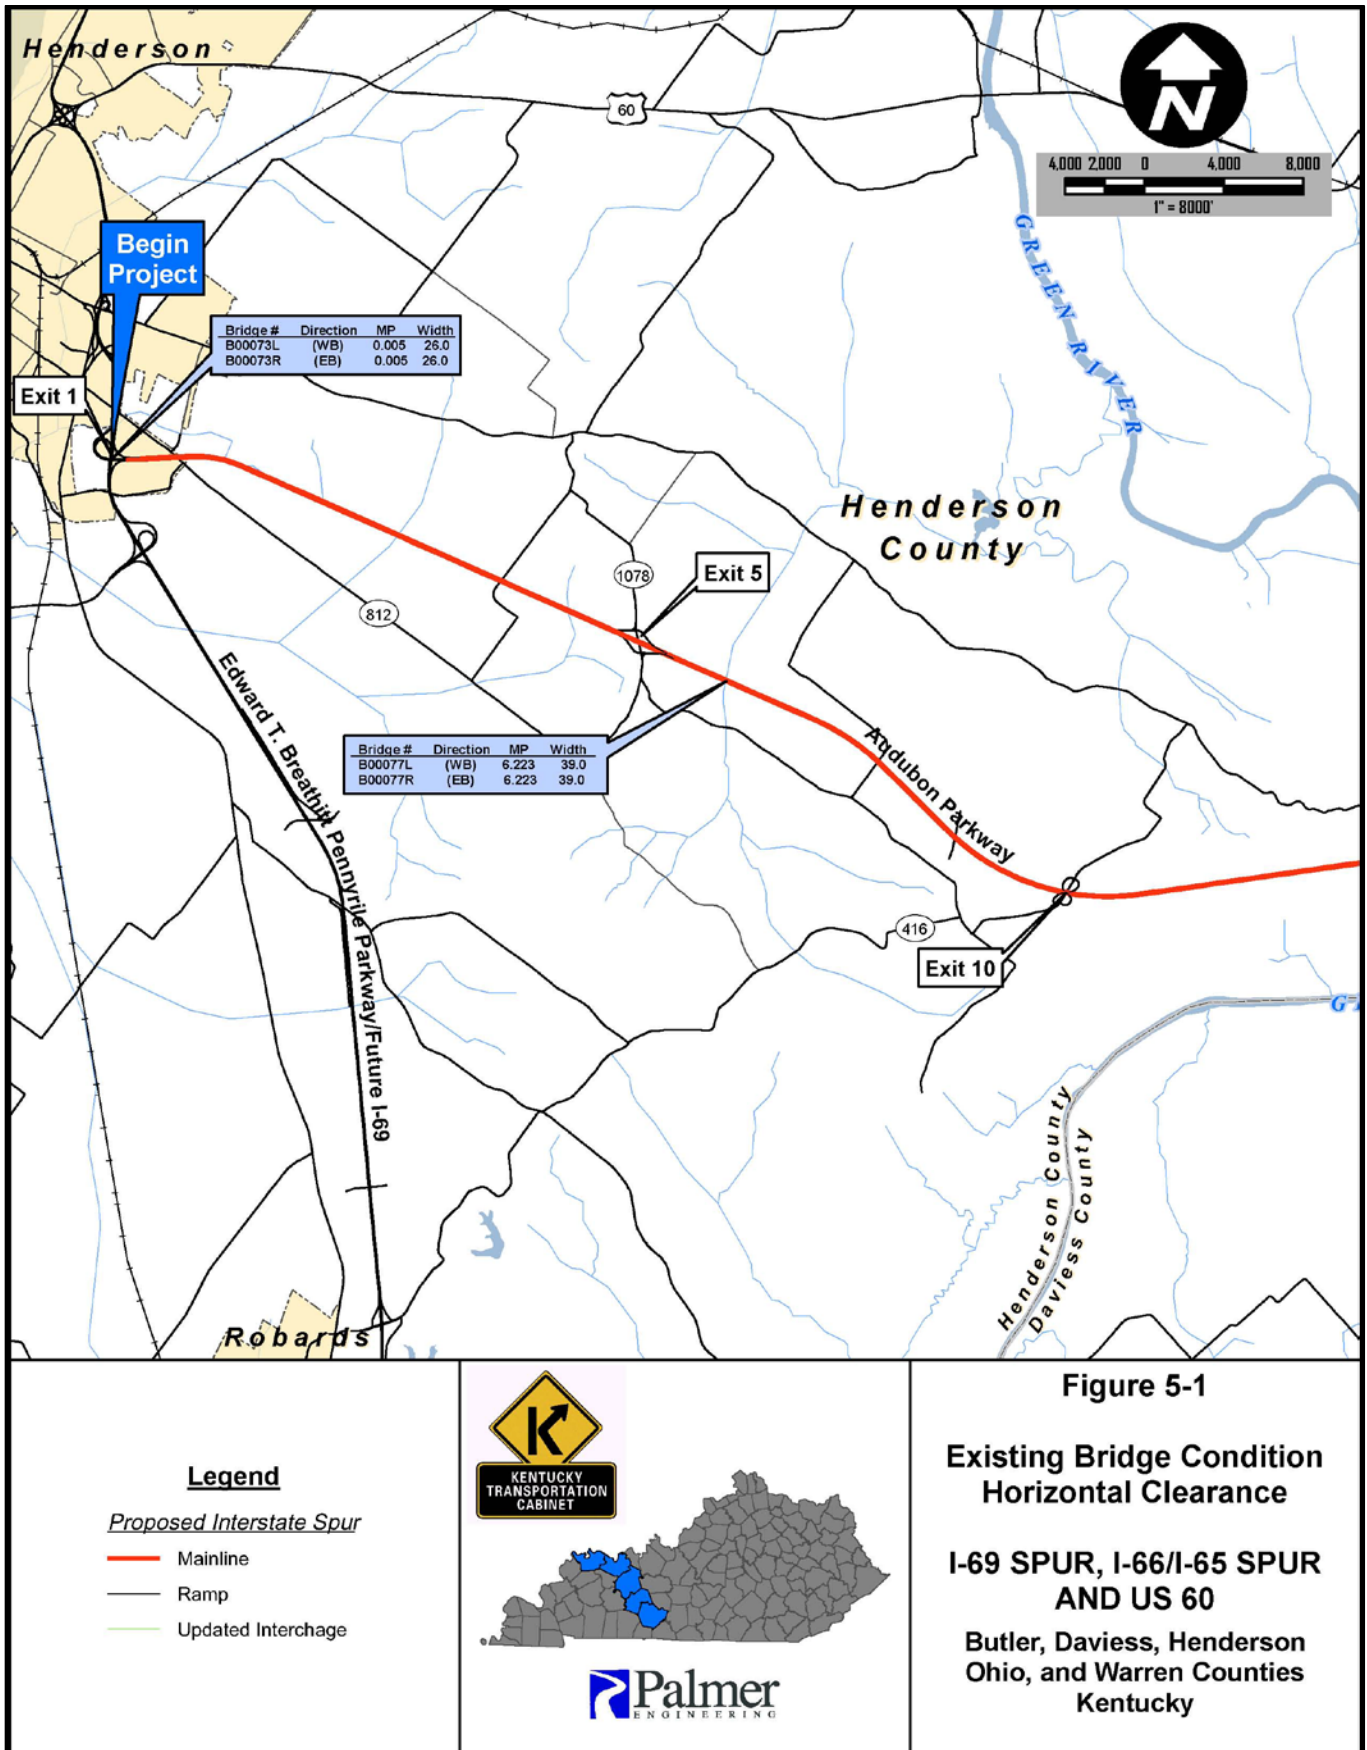 Henderson
60
N
4,000 2,000 0 4,000 8,000
1" = 8000'
GREEN RIVER
Begin
Project
Bridge # Direction MP Width
B00073L (WB) 0.005 26.0
B00073R (EB) 0.005 26.0
Exit 1
Henderson
County
1078
Exit 5
812
Edward T. Breathitt Pennyrile Parkway/Future I-69
Bridge # Direction MP Width
B00077L (WB) 6.223 39.0
B00077R (EB) 6.223 39.0
Audubon Parkway
416
Exit 10
Henderson County
Daviess County
Robards
Legend
Proposed Interstate Spur
Mainline
Ramp
Updated Interchage
KENTUCKY
TRANSPORTATION
CABINET
Palmer
ENGINEERING
Figure 5-1
Existing Bridge Condition
Horizontal Clearance
I-69 SPUR, I-66/I-65 SPUR
AND US 60
Butler, Daviess, Henderson
Ohio, and Warren Counties
Kentucky